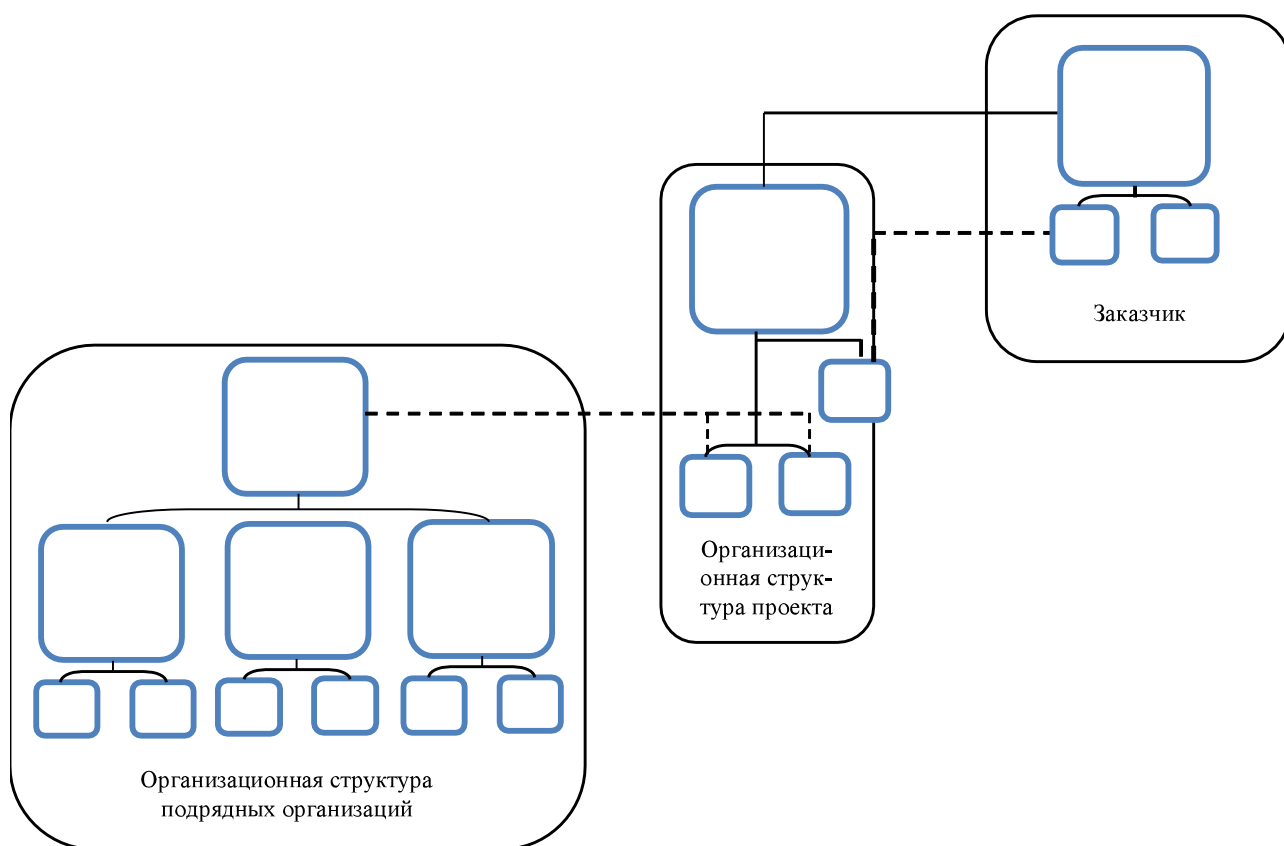 Заказчик
Организаци-
онная струк-
тура проекта
Организационная структура
подрядных организаций